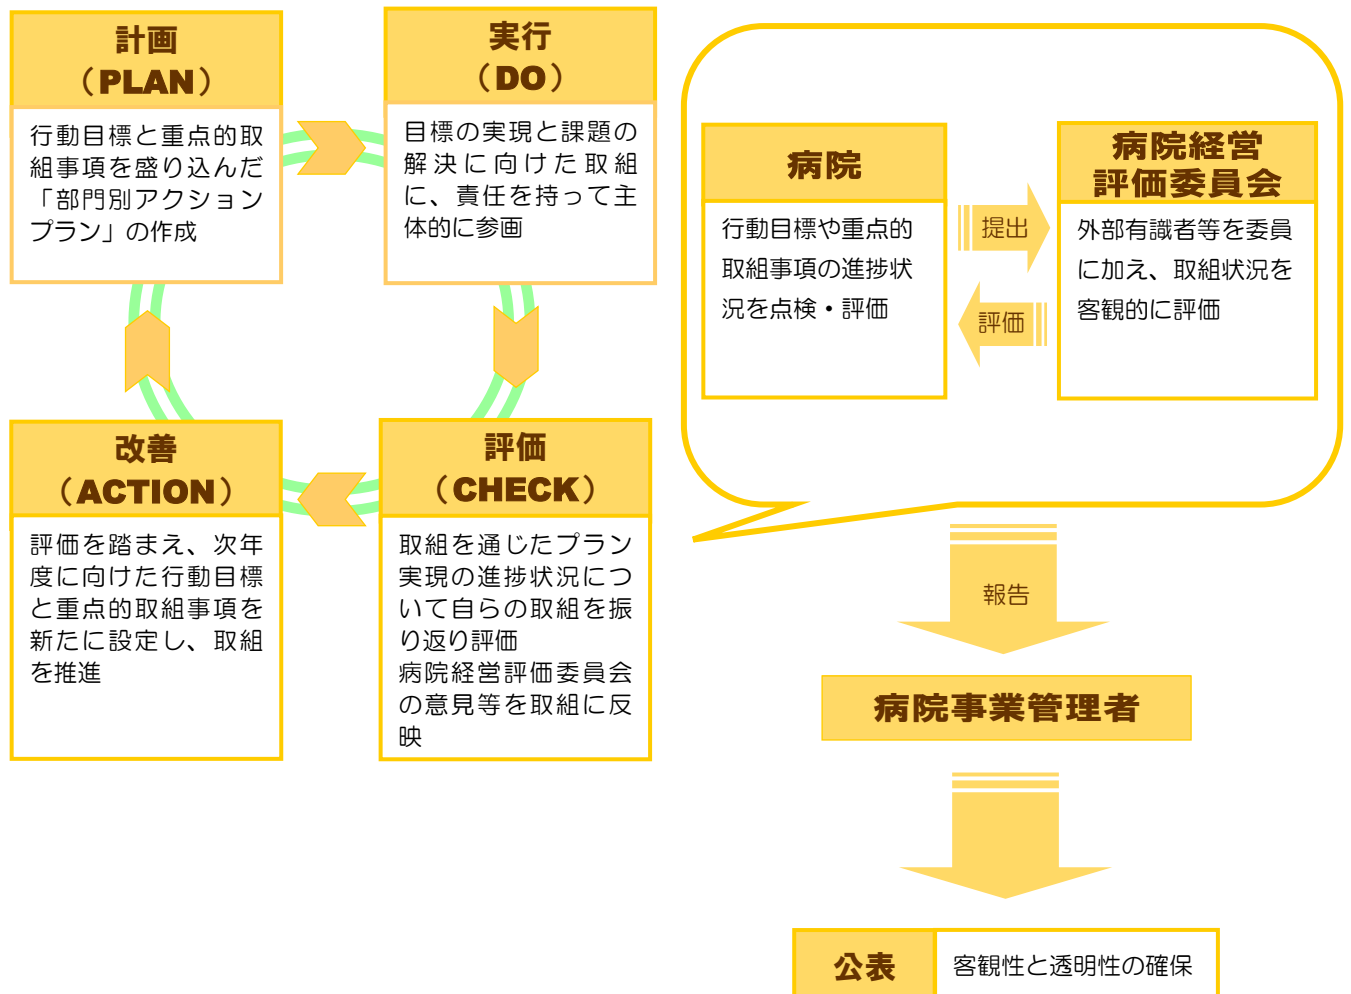 計画
（PLAN）
行動目標と重点的取
組事項を盛り込んだ
「部門別アクション
プラン」の作成
実行
（DO）
目標の実現と課題の
解決に向けた取組
に、責任を持って主
体的に参画
評価
（CHECK）
取組を通じたプラン
実現の進捗状況につ
いて自らの取組を振
り返り評価
病院経営評価委員会
の意見等を取組に反
映
改善
（ACTION）
評価を踏まえ、次年
度に向けた行動目標
と重点的取組事項を
新たに設定し、取組
を推進
病院
行動目標や重点的
取組事項の進捗状
況を点検・評価
提出
評価
病院経営
評価委員会
外部有識者等を委員
に加え、取組状況を
客観的に評価
報告
病院事業管理者
公表
客観性と透明性の確保